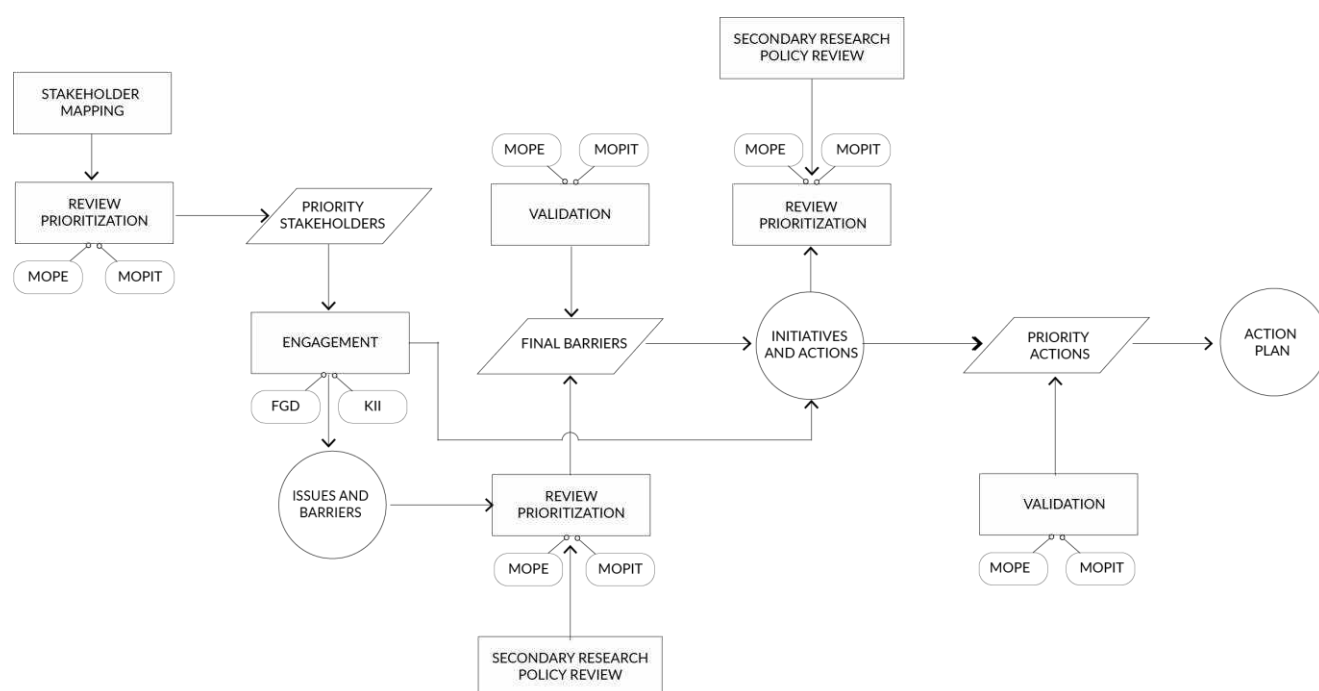 STAKEHOLDER
MAPPING
REVIEW
PRIORITIZATION
MOPE
MOPIT
PRIORITY
STAKEHOLDERS
ENGAGEMENT
FGD
KII
ISSUES AND
BARRIERS
MOPE
MOPIT
VALIDATION
FINAL BARRIERS
REVIEW
PRIORITIZATION
MOPE
MOPIT
SECONDARY RESEARCH
POLICY REVIEW
SECONDARY RESEARCH
POLICY REVIEW
MOPE
MOPIT
REVIEW
PRIORITIZATION
INITIATIVES
AND ACTIONS
PRIORITY
ACTIONS
VALIDATION
MOPE
MOPIT
ACTION
PLAN